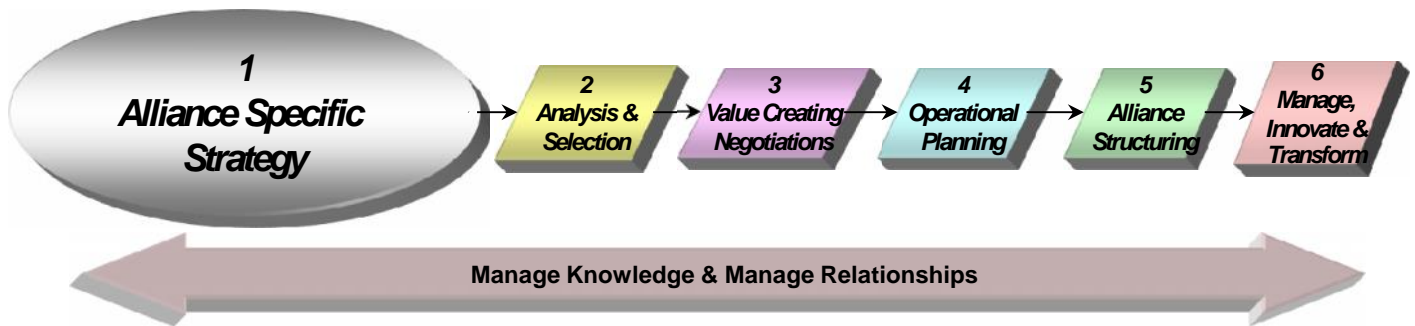 1
Alliance Specific
Strategy
2
Analysis &
Selection
3
Value Creating
Negotiations
4
Operational
Planning
5
Alliance
Structuring
6
Manage,
Innovate &
Transform
Manage Knowledge & Manage Relationships